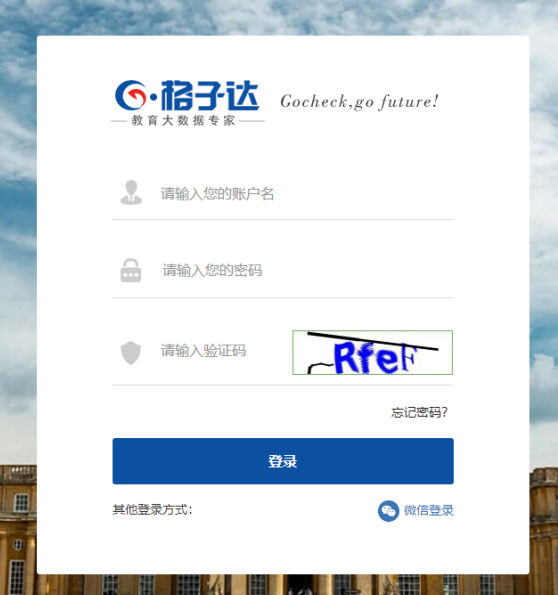 格子达
Gocheck,go future!
教育大数据专家
请输入您的账户名
请输入您的密码
请输入验证码
RfeF
忘记密码?
登录
其他登录方式:
微信登录